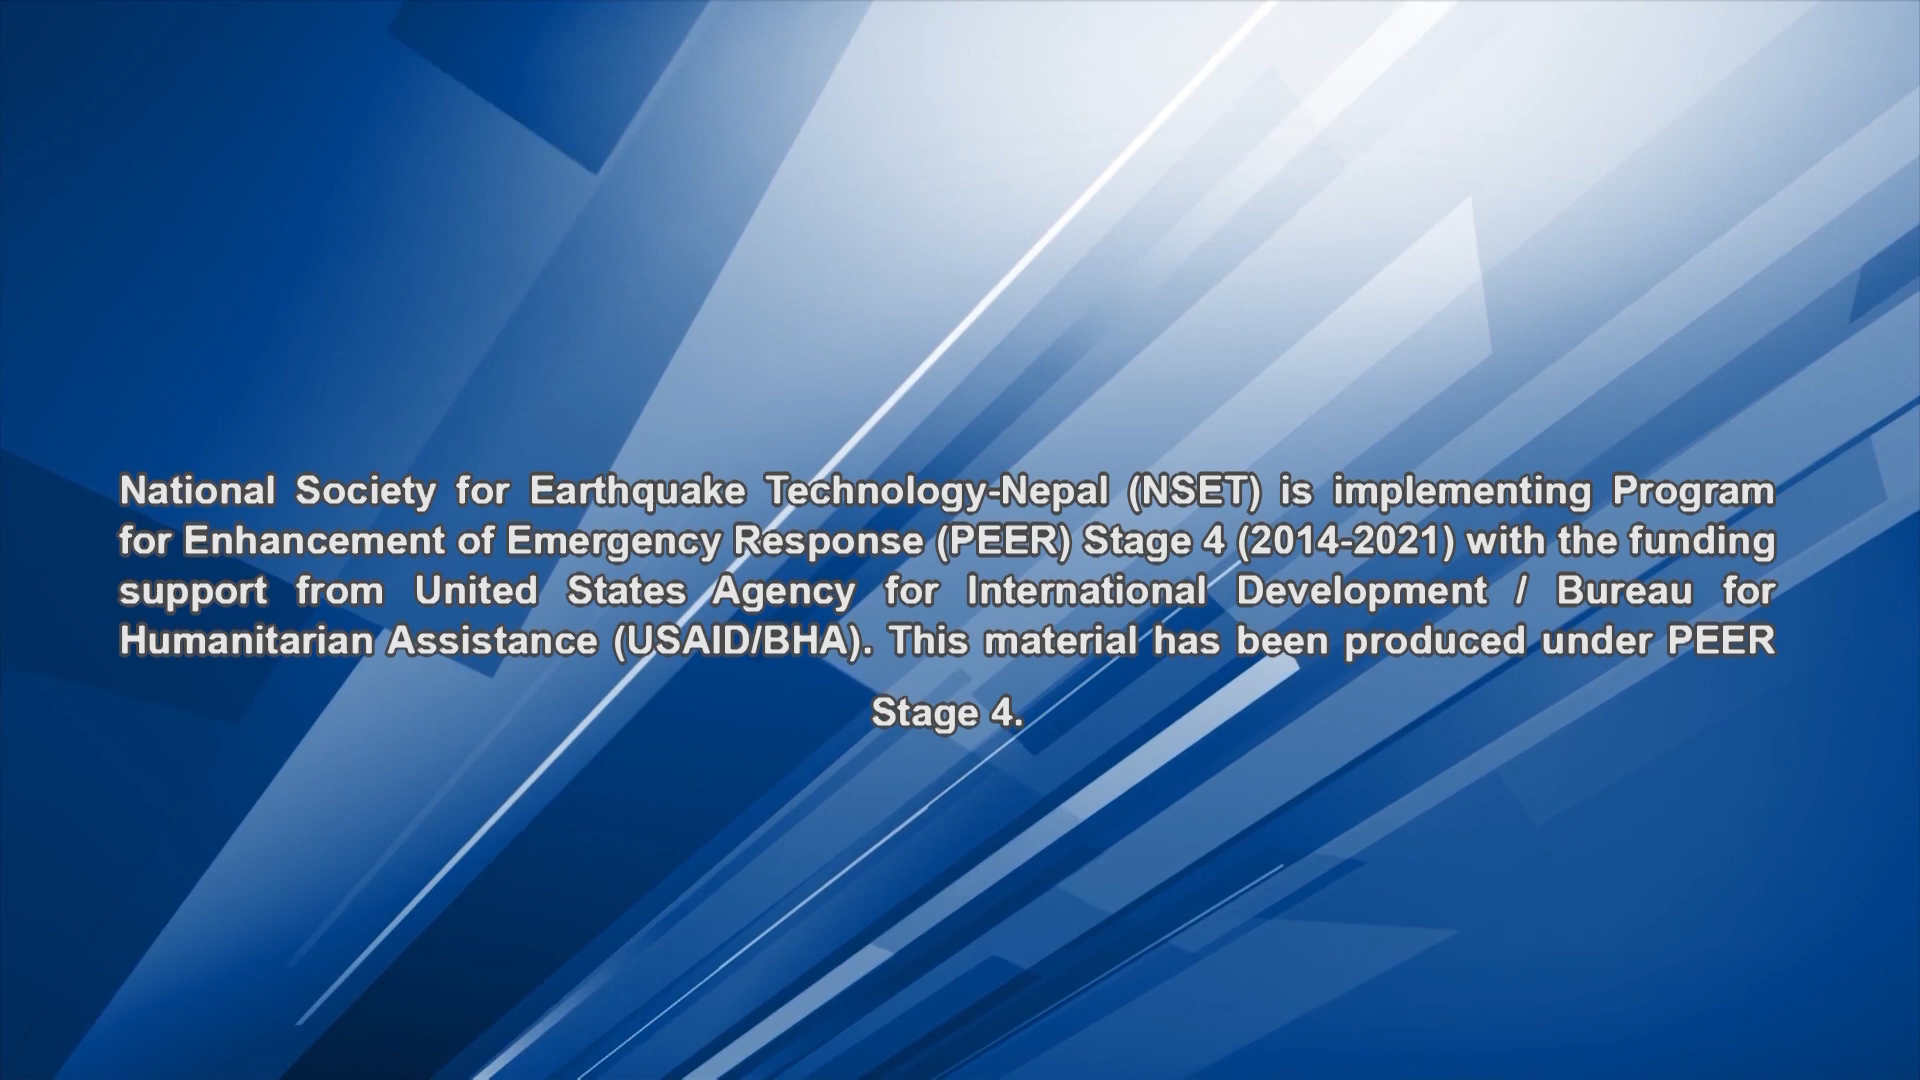 National Society for Earthquake Technology-Nepal (NSET) is implementing Program
for Enhancement of Emergency Response (PEER) Stage 4 (2014-2021) with the funding
support from United States Agency for International Development / Bureau for
Humanitarian Assistance (USAID/BHA). This material has been produced under PEER
Stage 4.